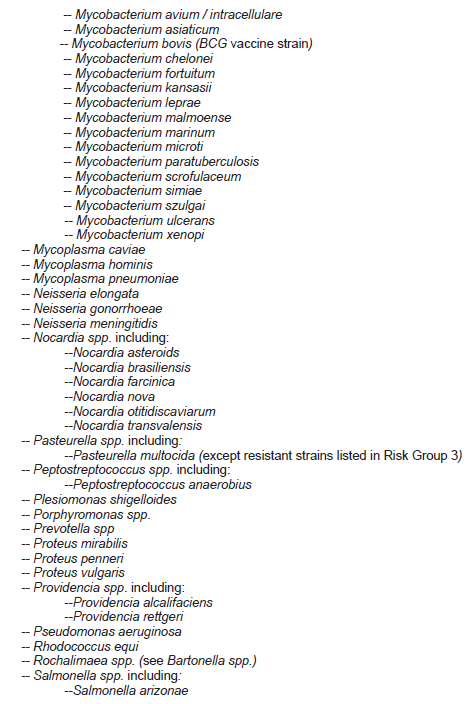 -- Mycobacterium avium / intracellulare
-- Mycobacterium asiaticum
-- Mycobacterium bovis (BCG vaccine strain)
-- Mycobacterium chelonei
-- Mycobacterium fortuitum
-- Mycobacterium kansasii
-- Mycobacterium leprae
-- Mycobacterium malmoense
-- Mycobacterium marinum
-- Mycobacterium microti
-- Mycobacterium paratuberculosis
-- Mycobacterium scrofulaceum
-- Mycobacterium simiae
-- Mycobacterium szulgai
-- Mycobacterium ulcerans
-- Mycobacterium xenopi
-- Mycoplasma caviae
-- Mycoplasma hominis
-- Mycoplasma pneumoniae
-- Neisseria elongata
-- Neisseria gonorrhoeae
-- Neisseria meningitidis
-- Nocardia spp. including:
--Nocardia asteroids
--Nocardia brasiliensis
--Nocardia farcinica
--Nocardia nova
--Nocardia otitidiscaviarum
--Nocardia transvalensis
-- Pasteurella spp. including:
--Pasteurella multocida (except resistant strains listed in Risk Group 3)
-- Peptostreptococcus spp. including:
--Peptostreptococcus anaerobius
-- Plesiomonas shigelloides
-- Porphyromonas spp.
-- Prevotella spp
-- Proteus mirabilis
-- Proteus penneri
-- Proteus vulgaris
-- Providencia spp. including:
--Providencia alcalifaciens
--Providencia rettgeri
-- Pseudomonas aeruginosa
-- Rhodococcus equi
-- Rochalimaea spp. (see Bartonella spp.)
-- Salmonella spp. including:
--Salmonella arizonae